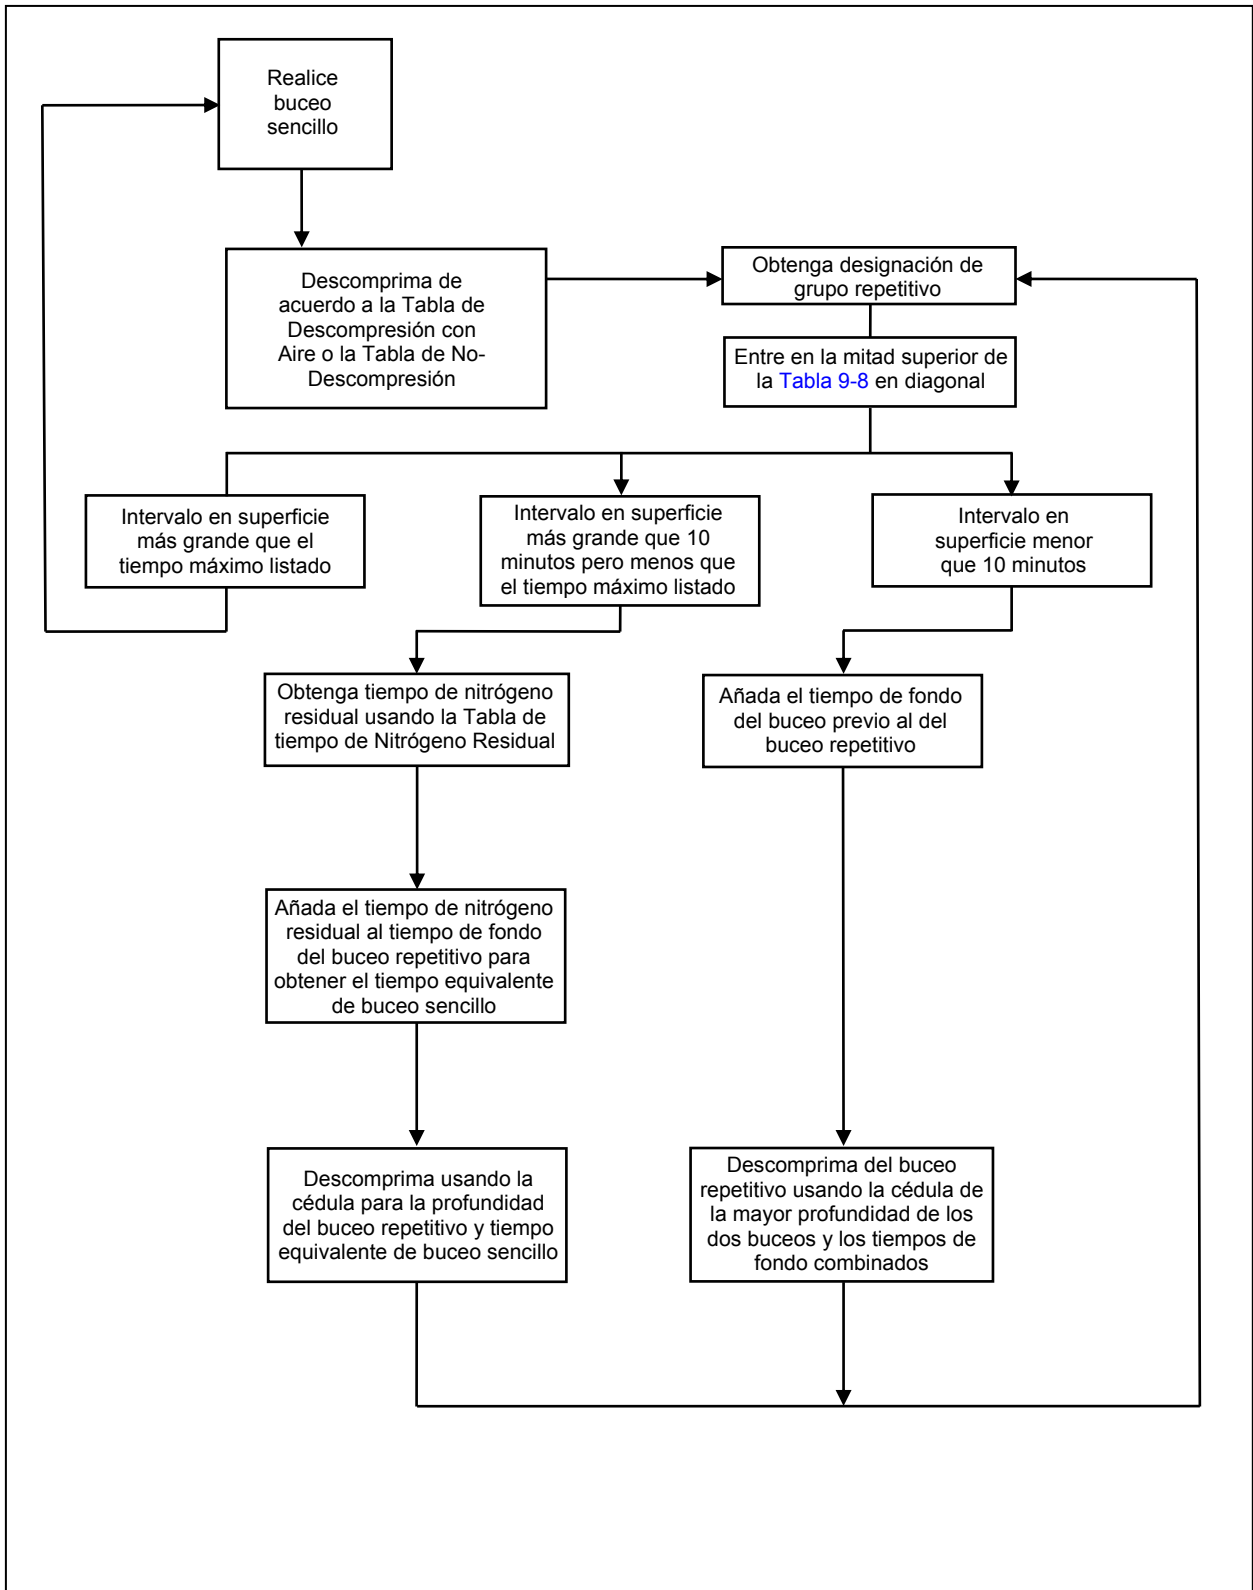 Realice
buceo
sencillo
Descomprima de
acuerdo a la Tabla de
Descompresión con
Aire o la Tabla de No-
Descompresión
Obtenga designación de
grupo repetitivo
Entre en la mitad superior de
la Tabla 9-8 en diagonal
Intervalo en superficie
más grande que el
tiempo máximo listado
Intervalo en superficie
más grande que 10
minutos pero menos que
el tiempo máximo listado
Intervalo en
superficie menor
que 10 minutos
Obtenga tiempo de nitrógeno
residual usando la Tabla de
tiempo de Nitrógeno Residual
Añada el tiempo de fondo
del buceo previo al del
buceo repetitivo
Añada el tiempo de nitrógeno
residual al tiempo de fondo
del buceo repetitivo para
obtener el tiempo equivalente
de buceo sencillo
Descomprima usando la
cédula para la profundidad
del buceo repetitivo y tiempo
equivalente de buceo sencillo
Descomprima del buceo
repetitivo usando la cédula de
la mayor profundidad de los
dos buceos y los tiempos de
fondo combinados